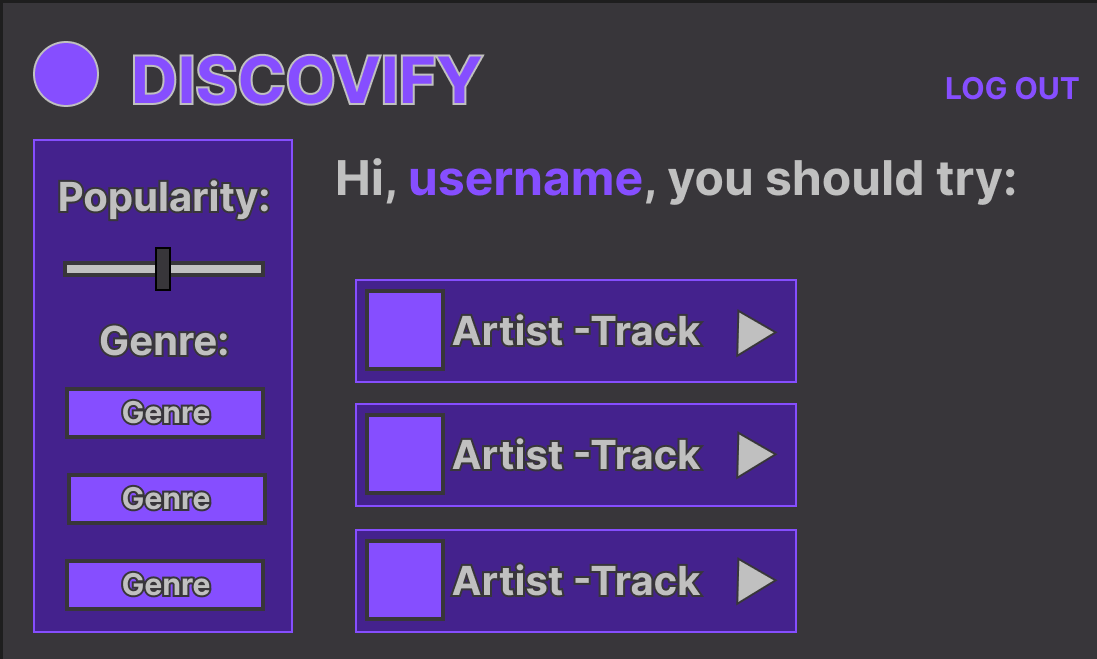 DISCOVIFY
LOG OUT
Popularity:
Genre:
Genre
Genre
Genre
Hi, username, you should try:
Artist -Track
Artist -Track
Artist -Track